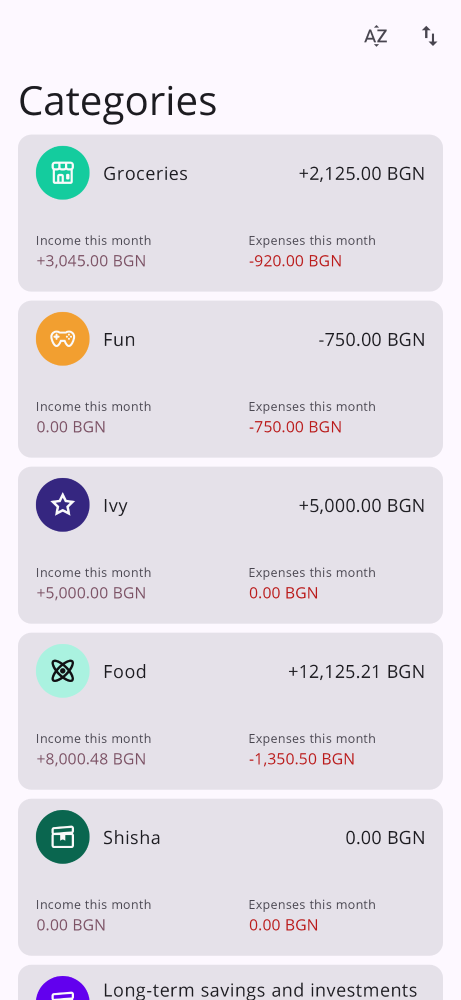 AZ
Categories
Groceries +2,125.00 BGN
Income this month Expenses this month
+3,045.00 BGN -920.00 BGN
Fun -750.00 BGN
Income this month Expenses this month
0.00 BGN -750.00 BGN
Ivy +5,000.00 BGN
Income this month Expenses this month
+5,000.00 BGN 0.00 BGN
Food +12,125.21 BGN
Income this month Expenses this month
+8,000.48 BGN -1,350.50 BGN
Shisha 0.00 BGN
Income this month Expenses this month
0.00 BGN 0.00 BGN
Long-term savings and investments